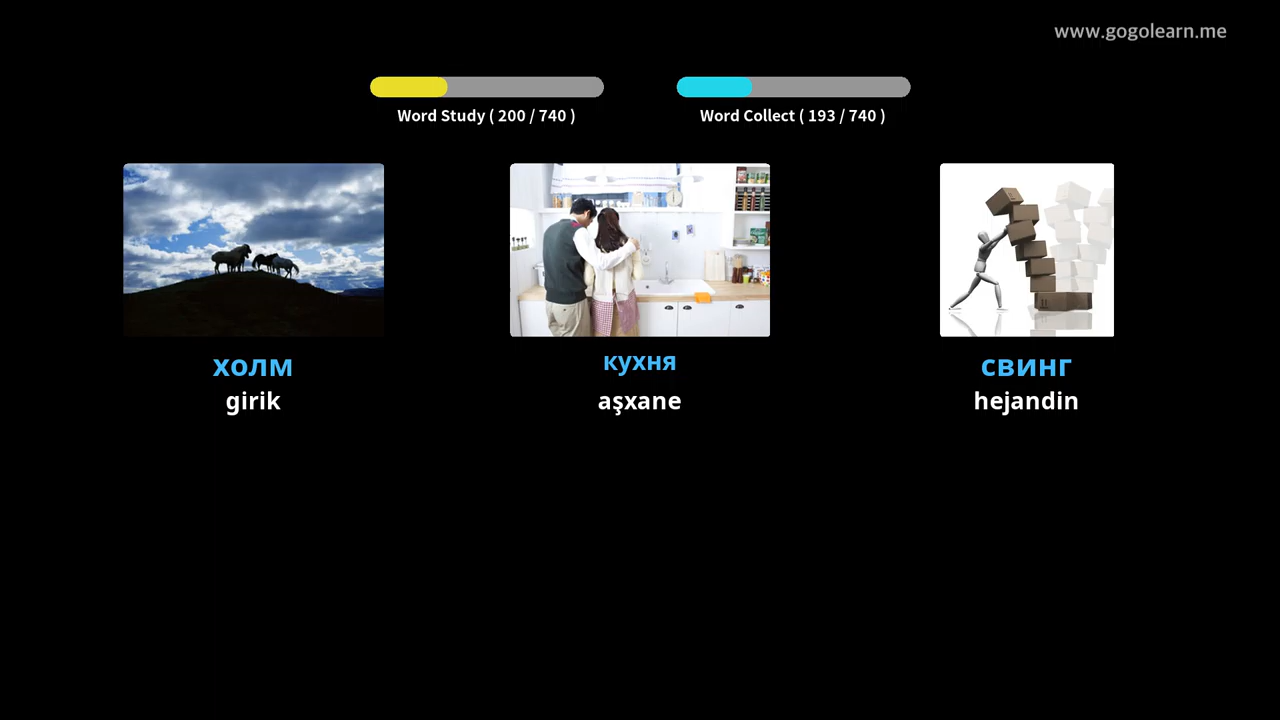 www.gogolearn.me
Word Study ( 200 / 740 )
Word Collect ( 193 / 740 )
холм
girik
кухня
aşxane
свинг
hejandin